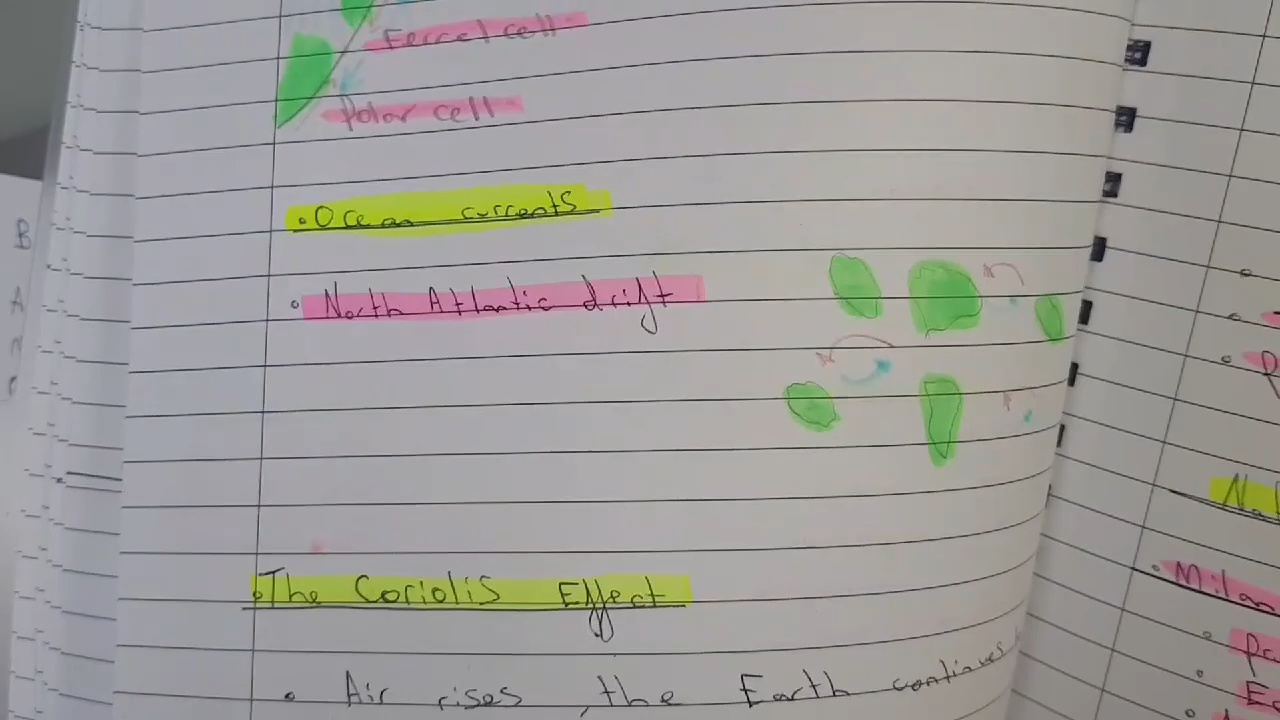 Ferrel cell
Polar cell
• Ocean currents
◦ North Atlantic drift
• The Coriolis Effect
• Air rises, the Earth continues